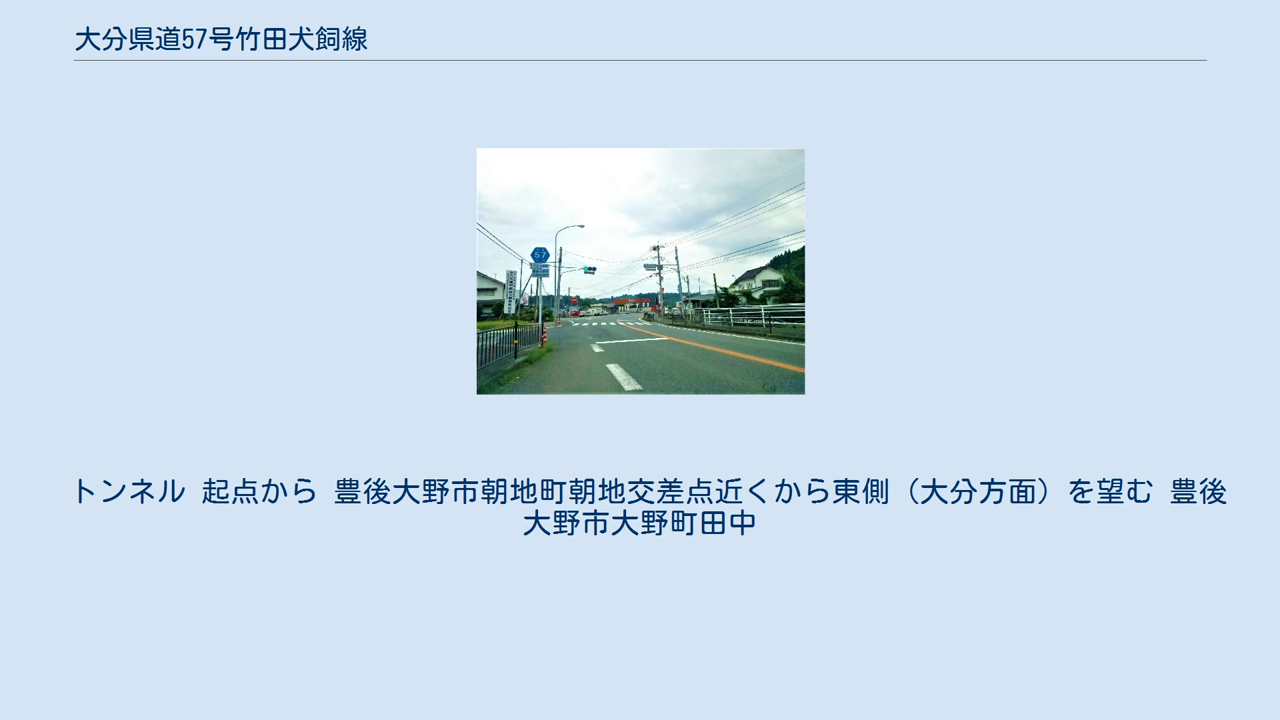 大分県道57号竹田犬飼線
57
トンネル 起点から 豊後大野市朝地町朝地交差点近くから東側（大分方面）を望む 豊後
大野市大野町田中